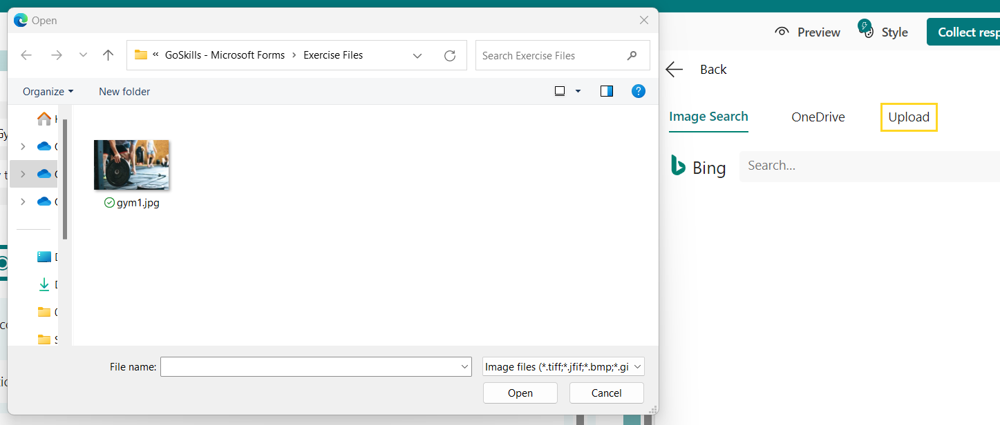 Open
GoSkills - Microsoft Forms > Exercise Files
Search Exercise Files
Organize
New folder
gym1.jpg
File name:
Image files (*.tiff;*.jfif;*.bmp;*.gi
Open
Cancel
Preview
Style
Collect resp
Back
Image Search
OneDrive
Upload
Bing
Search...